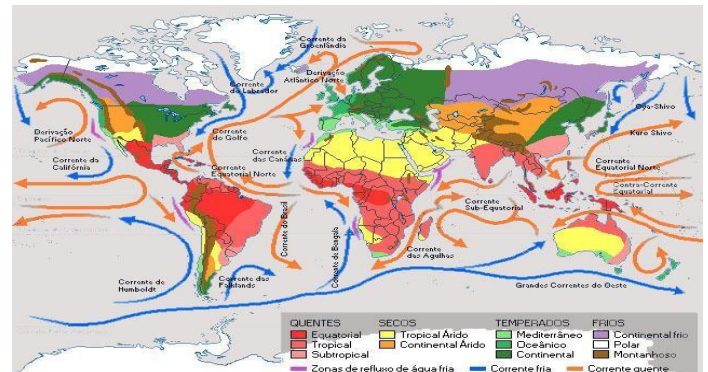 Corrente da
Groenlândia
Corrente
do Labrador
Derivação
Atlântico Norte
Oya-Shivo
Derivação
Pacífico Norte
Corrente
do Golfo
Kuro Shivo
Corrente da
Califórnia
Corrente
das Canárias
Corrente
Equatorial Norte
Corrente
Equatorial Norte
Contra-Corrente
Equatorial
Corrente
Sub-Equatorial
Corrente do Brasil
Corrente de Benguela
Corrente
das Agulhas
Corrente de
Humboldt
Corrente das
Falklands
Grandes Correntes do Oeste
QUENTES
Equatorial
Tropical
Subtropical
SECOS
Tropical Árido
Continental Árido
TEMPERADOS
Mediterrâneo
Oceânico
Continental
FRIOS
Continental frio
Polar
Montanhoso
Zonas de refluxo de água fria
Corrente fria
Corrente quente